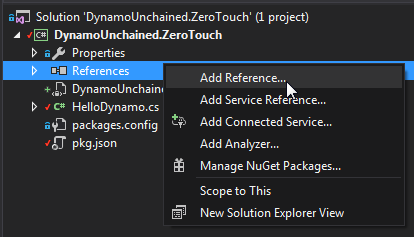 Solution 'DynamoUnchained.ZeroTouch' (1 project)
C# DynamoUnchained.ZeroTouch
Properties
References
Add Reference...
DynamoUnchaine
Add Service Reference...
C# HelloDynamo.cs
Add Connected Service...
packages.config
Add Analyzer...
pkg.json
Manage NuGet Packages...
Scope to This
New Solution Explorer View